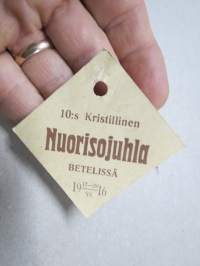 10:s Kristillinen
Nuorisojuhla
BETELISSÄ
19 16